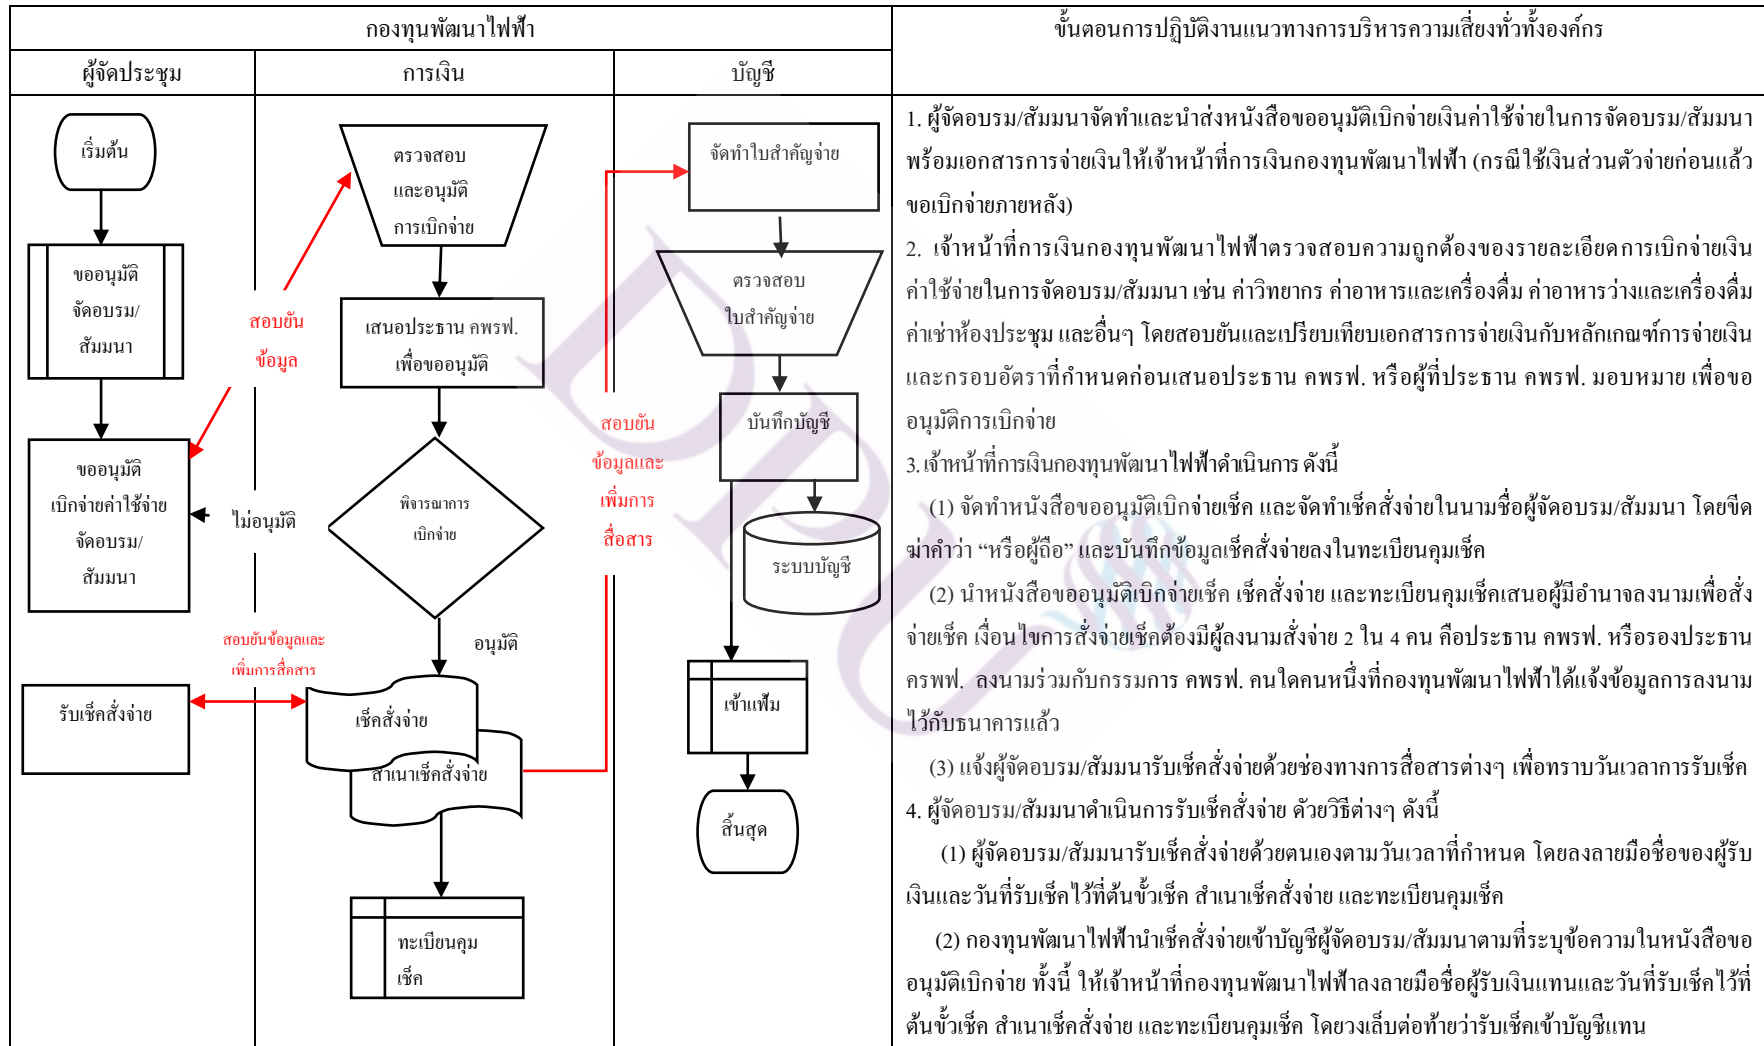 กองทุนพัฒนาไฟฟ้า
ขั้นตอนการปฏิบัติงานแนวทางการบริหารความเสี่ยงทั่วทั้งองค์กร
ผู้จัดประชุม
การเงิน
บัญชี
เริ่มต้น
ขออนุมัติ
จัดอบรม/
สัมมนา
ขออนุมัติ
เบิกจ่ายค่าใช้จ่าย
จัดอบรม/
สัมมนา
รับเช็คสั่งจ่าย
สอบยัน
ข้อมูล
ไม่อนุมัติ
สอบยันข้อมูลและ
เพิ่มการสื่อสาร
ตรวจสอบ
และอนุมัติ
การเบิกจ่าย
เสนอประธาน คพรฟ.
เพื่อขออนุมัติ
พิจารณาการ
เบิกจ่าย
อนุมัติ
เช็คสั่งจ่าย
สำเนาเช็คสั่งจ่าย
ทะเบียนคุม
เช็ค
สอบยัน
ข้อมูลและ
เพิ่มการ
สื่อสาร
จัดทำใบสำคัญจ่าย
ตรวจสอบ
ใบสำคัญจ่าย
บันทึกบัญชี
ระบบบัญชี
เข้าแฟ้ม
สิ้นสุด
1. ผู้จัดอบรม/สัมมนาจัดทำและนำส่งหนังสือขออนุมัติเบิกจ่ายเงินค่าใช้จ่ายในการจัดอบรม/สัมมนา
พร้อมเอกสารการจ่ายเงินให้เจ้าหน้าที่การเงินกองทุนพัฒนาไฟฟ้า (กรณีใช้เงินส่วนตัวจ่ายก่อนแล้ว
ขอเบิกจ่ายภายหลัง)
2. เจ้าหน้าที่การเงินกองทุนพัฒนาไฟฟ้าตรวจสอบความถูกต้องของรายละเอียดการเบิกจ่ายเงิน
ค่าใช้จ่ายในการจัดอบรม/สัมมนา เช่น ค่าวิทยากร ค่าอาหารและเครื่องดื่ม ค่าอาหารว่างและเครื่องดื่ม
ค่าเช่าห้องประชุม และอื่นๆ โดยสอบยันและเปรียบเทียบเอกสารการจ่ายเงินกับหลักเกณฑ์การจ่ายเงิน
และกรอบอัตราที่กำหนดก่อนเสนอประธาน คพรฟ. หรือผู้ที่ประธาน คพรฟ. มอบหมาย เพื่อขอ
อนุมัติการเบิกจ่าย
3. เจ้าหน้าที่การเงินกองทุนพัฒนาไฟฟ้าดำเนินการ ดังนี้
(1) จัดทำหนังสือขออนุมัติเบิกจ่ายเช็ค และจัดทำเช็คสั่งจ่ายในนามชื่อผู้จัดอบรม/สัมมนา โดยขีด
ฆ่าคำว่า “หรือผู้ถือ” และบันทึกข้อมูลเช็คสั่งจ่ายลงในทะเบียนคุมเช็ค
(2) นำหนังสือขออนุมัติเบิกจ่ายเช็ค เช็คสั่งจ่าย และทะเบียนคุมเช็คเสนอผู้มีอำนาจลงนามเพื่อสั่ง
จ่ายเช็ค เงื่อนไขการสั่งจ่ายเช็คต้องมีผู้ลงนามสั่งจ่าย 2 ใน 4 คน คือประธาน คพรฟ. หรือรองประธาน
ครพฟ. ลงนามร่วมกับกรรมการ คพรฟ. คนใดคนหนึ่งที่กองทุนพัฒนาไฟฟ้าได้แจ้งข้อมูลการลงนาม
ไว้กับธนาคารแล้ว
(3) แจ้งผู้จัดอบรม/สัมมนารับเช็คสั่งจ่ายด้วยช่องทางการสื่อสารต่างๆ เพื่อทราบวันเวลาการรับเช็ค
4. ผู้จัดอบรม/สัมมนาดำเนินการรับเช็คสั่งจ่าย ด้วยวิธีต่างๆ ดังนี้
(1) ผู้จัดอบรม/สัมมนารับเช็คสั่งจ่ายด้วยตนเองตามวันเวลาที่กำหนด โดยลงลายมือชื่อของผู้รับ
เงินและวันที่รับเช็คไว้ที่ต้นขั้วเช็ค สำเนาเช็คสั่งจ่าย และทะเบียนคุมเช็ค
(2) กองทุนพัฒนาไฟฟ้านำเช็คสั่งจ่ายเข้าบัญชีผู้จัดอบรม/สัมมนาตามที่ระบุข้อความในหนังสือขอ
อนุมัติเบิกจ่าย ทั้งนี้ ให้เจ้าหน้าที่กองทุนพัฒนาไฟฟ้าลงลายมือชื่อผู้รับเงินแทนและวันที่รับเช็คไว้ที่
ต้นขั้วเช็ค สำเนาเช็คสั่งจ่าย และทะเบียนคุมเช็ค โดยวงเล็บต่อท้ายว่ารับเช็คเข้าบัญชีแทน
DPU